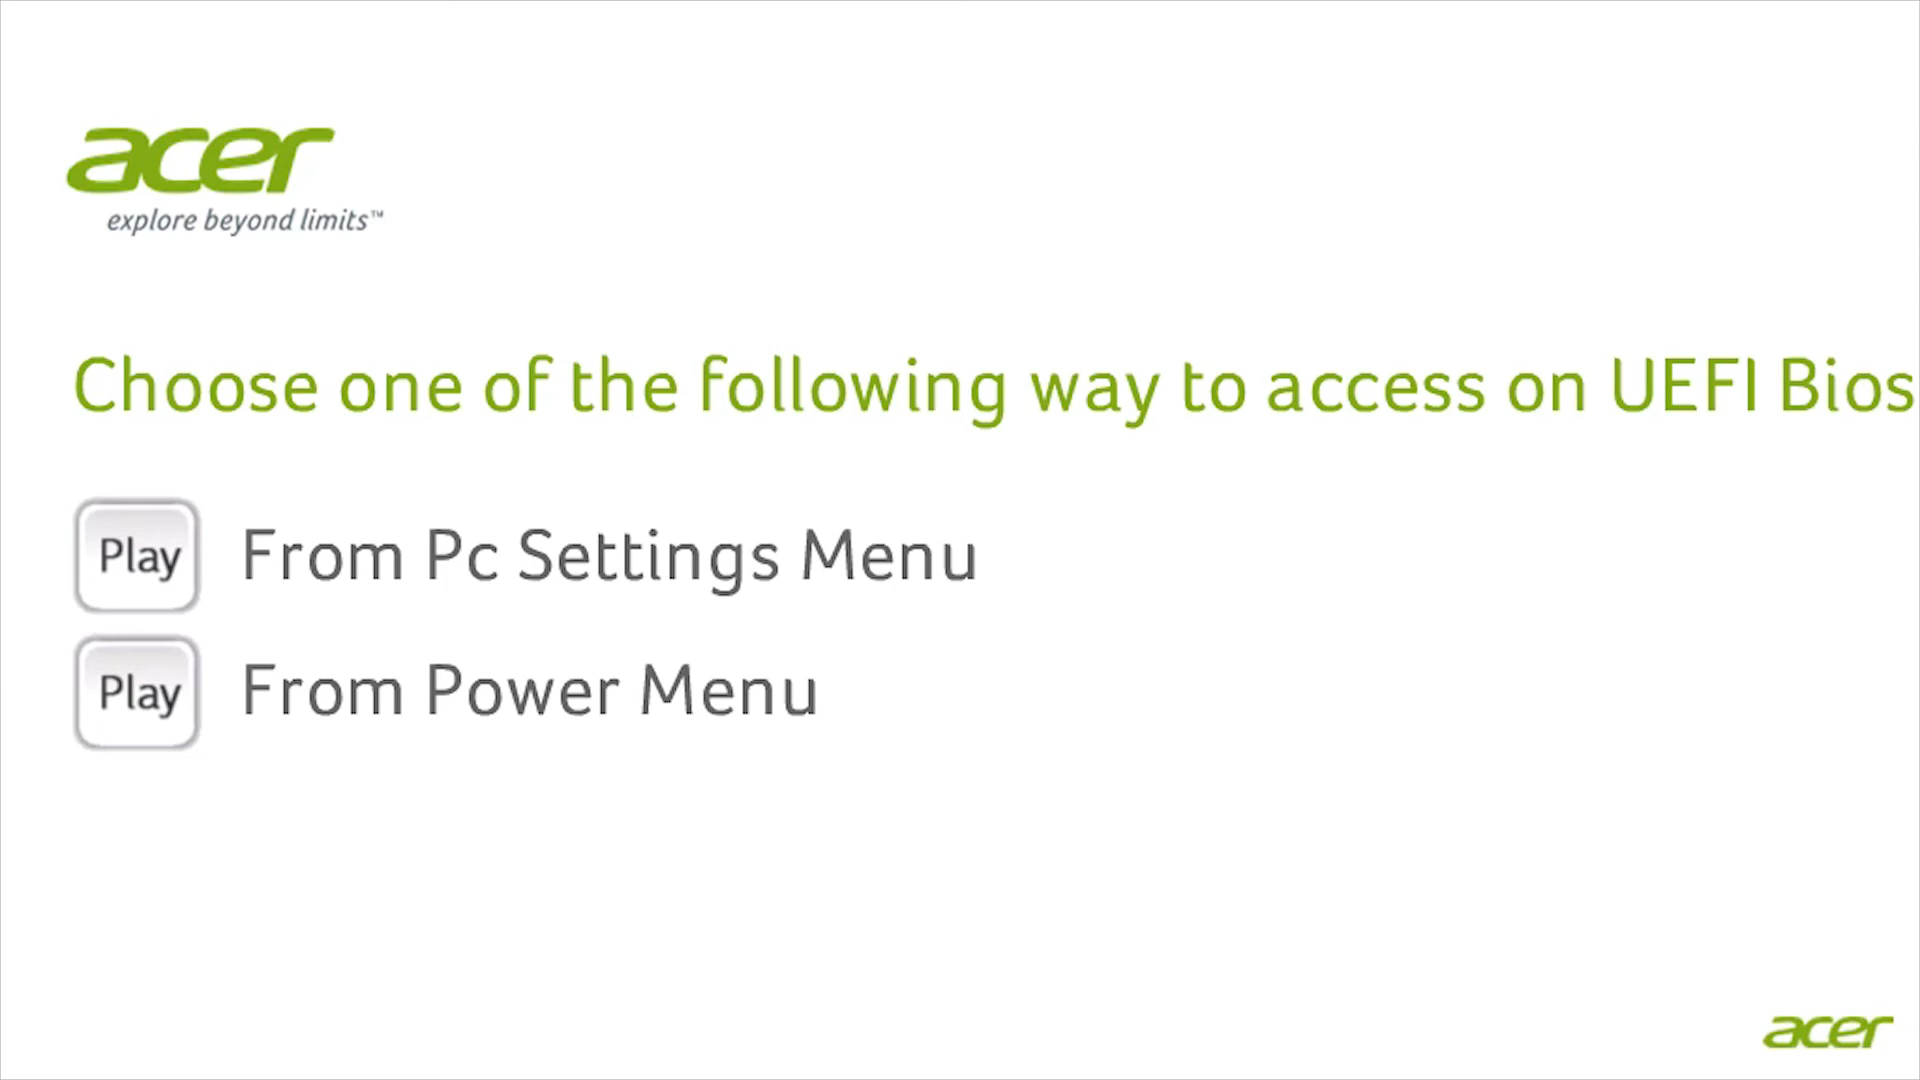 acer
explore beyond limits™
Choose one of the following way to access on UEFI Bios
Play From Pc Settings Menu
Play From Power Menu
acer